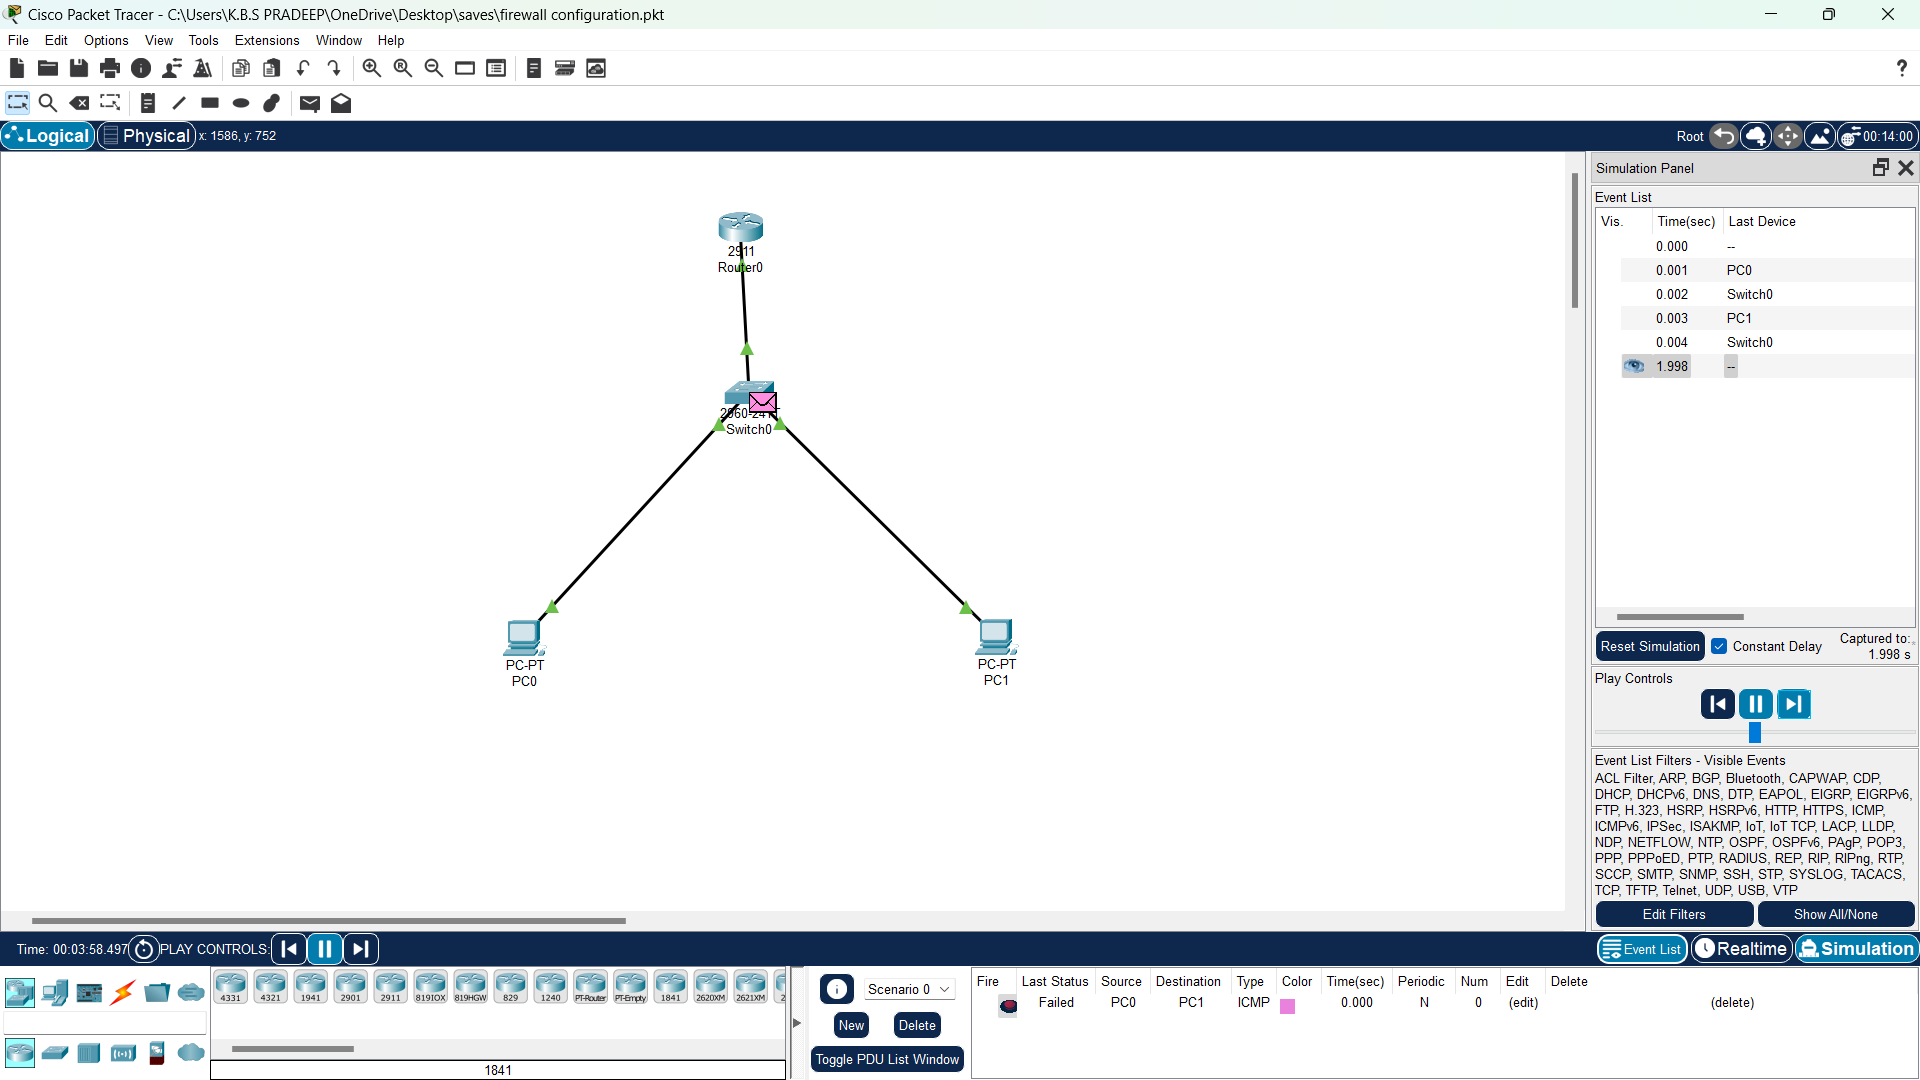 Cisco Packet Tracer - C:\Users\K.B.S PRADEEP\OneDrive\Desktop\saves\firewall configuration.pkt
File Edit Options View Tools Extensions Window Help
?
Logical Physical x: 1586, y: 752 Root 00:14:00
Simulation Panel
Event List
Vis. Time(sec) Last Device
0.000 --
0.001 PC0
0.002 Switch0
0.003 PC1
0.004 Switch0
1.998 --
2911
Router0
Switch0
PC-PT
PC0
PC-PT
PC1
Reset Simulation Constant Delay Captured to:
1.998 s
Play Controls
Event List Filters - Visible Events
ACL Filter, ARP, BGP, Bluetooth, CAPWAP, CDP,
DHCP, DHCPv6, DNS, DTP, EAPOL, EIGRP, EIGRPv6,
FTP, H.323, HSRP, HSRPv6, HTTP, HTTPS, ICMP,
ICMPv6, IPSec, ISAKMP, IoT, IoT TCP, LACP, LLDP,
NDP, NETFLOW, NTP, OSPF, OSPFv6, PAgP, POP3,
PPP, PPPoED, PTP, RADIUS, REP, RIP, RIPng, RTP,
SCCP, SMTP, SNMP, SSH, STP, SYSLOG, TACACS,
TCP, TFTP, Telnet, UDP, USB, VTP
Edit Filters Show All/None
Time: 00:03:58.497 PLAY CONTROLS: Event List Realtime Simulation
4331 4321 1941 2901 2911 819IOX 819HGW 829 1240 PT-Router PT-Empty 1841 2620XM 2621XM 2
1841
Scenario 0
New Delete
Toggle PDU List Window
Fire Last Status Source Destination Type Color Time(sec) Periodic Num Edit Delete
Failed PC0 PC1 ICMP 0.000 N 0 (edit) (delete)